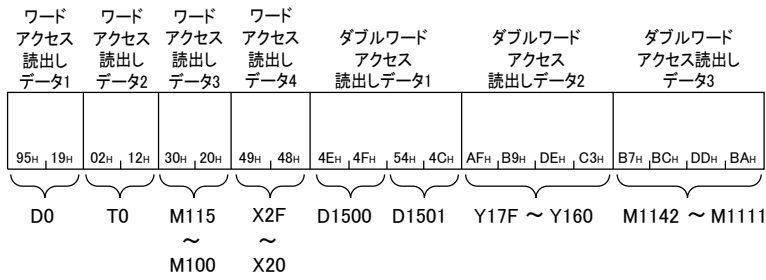 ワード
アクセス
読出し
データ1
ワード
アクセス
読出し
データ2
ワード
アクセス
読出し
データ3
ワード
アクセス
読出し
データ4
ダブルワード
アクセス
読出しデータ1
ダブルワード
アクセス
読出しデータ2
ダブルワード
アクセス読出し
データ3
95H 19H 02H 12H 30H 20H 49H 48H 4EH 4FH 54H 4CH AFH B9H DEH C3H B7H BCH DDH BAH
D0 T0 M115 X2F D1500 D1501 Y17F ～ Y160 M1142 ～ M1111
～ ～
M100 X20